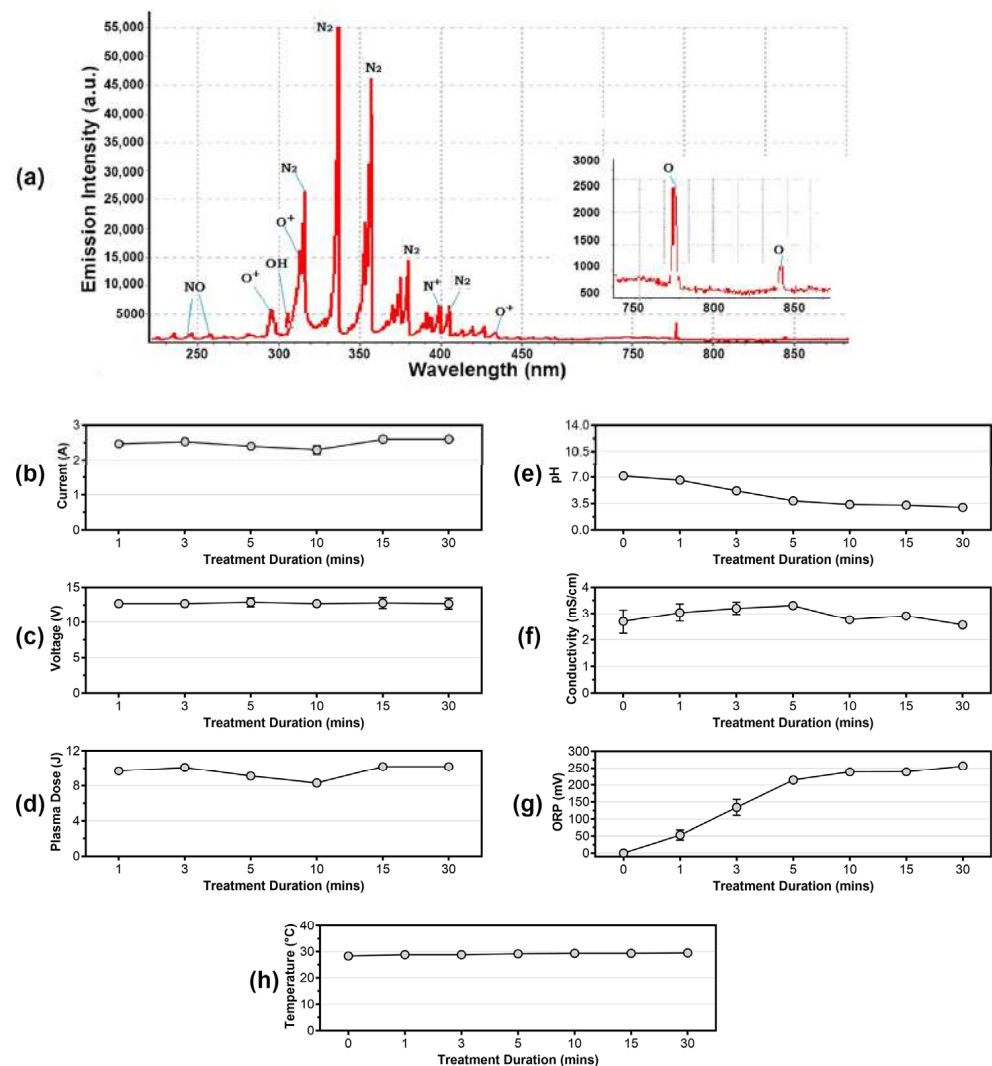 (a)
Emission Intensity (a.u.)
55,000
50,000
45,000
40,000
35,000
30,000
25,000
20,000
15,000
10,000
5000
N₂
N₂
N₂
O⁺
OH
O⁺
NO
N₂
N⁺
N₂
O⁺
250 300 350 400 450 750 800 850
Wavelength (nm)
3000
2500
2000
1500
1000
500
O
O
750 800 850
(b)
Current (A)
3
2
1
0
1 3 5 10 15 30
Treatment Duration (mins)
(c)
Voltage (V)
15
10
5
0
1 3 5 10 15 30
Treatment Duration (mins)
(d)
Plasma Dose (J)
12
8
4
0
1 3 5 10 15 30
Treatment Duration (mins)
(e)
pH
14.0
10.5
7.0
3.5
0.0
0 1 3 5 10 15 30
Treatment Duration (mins)
(f)
Conductivity (mS/cm)
4
3
2
1
0
0 1 3 5 10 15 30
Treatment Duration (mins)
(g)
ORP (mV)
300
250
200
150
100
50
0
0 1 3 5 10 15 30
Treatment Duration (mins)
(h)
Temperature (°C)
40
30
20
10
0
0 1 3 5 10 15 30
Treatment Duration (mins)